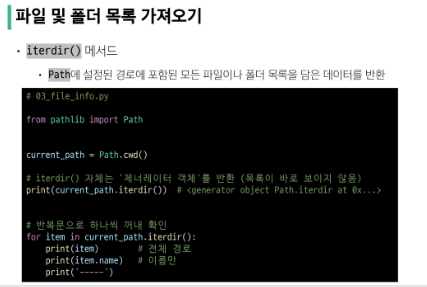 파일 및 폴더 목록 가져오기
• iterdir() 메서드
• Path에 설정된 경로에 포함된 모든 파일이나 폴더 목록을 담은 데이터를 반환
# 03_file_info.py
from pathlib import Path
current_path = Path.cwd()
# iterdir() 자체는 '제너레이터 객체'를 반환 (목록이 바로 보이지 않음)
print(current_path.iterdir()) # <generator object Path.iterdir at 0x...>
# 반복문으로 하나씩 꺼내 확인
for item in current_path.iterdir():
    print(item) # 전체 경로
    print(item.name) # 이름만
    print('-----')